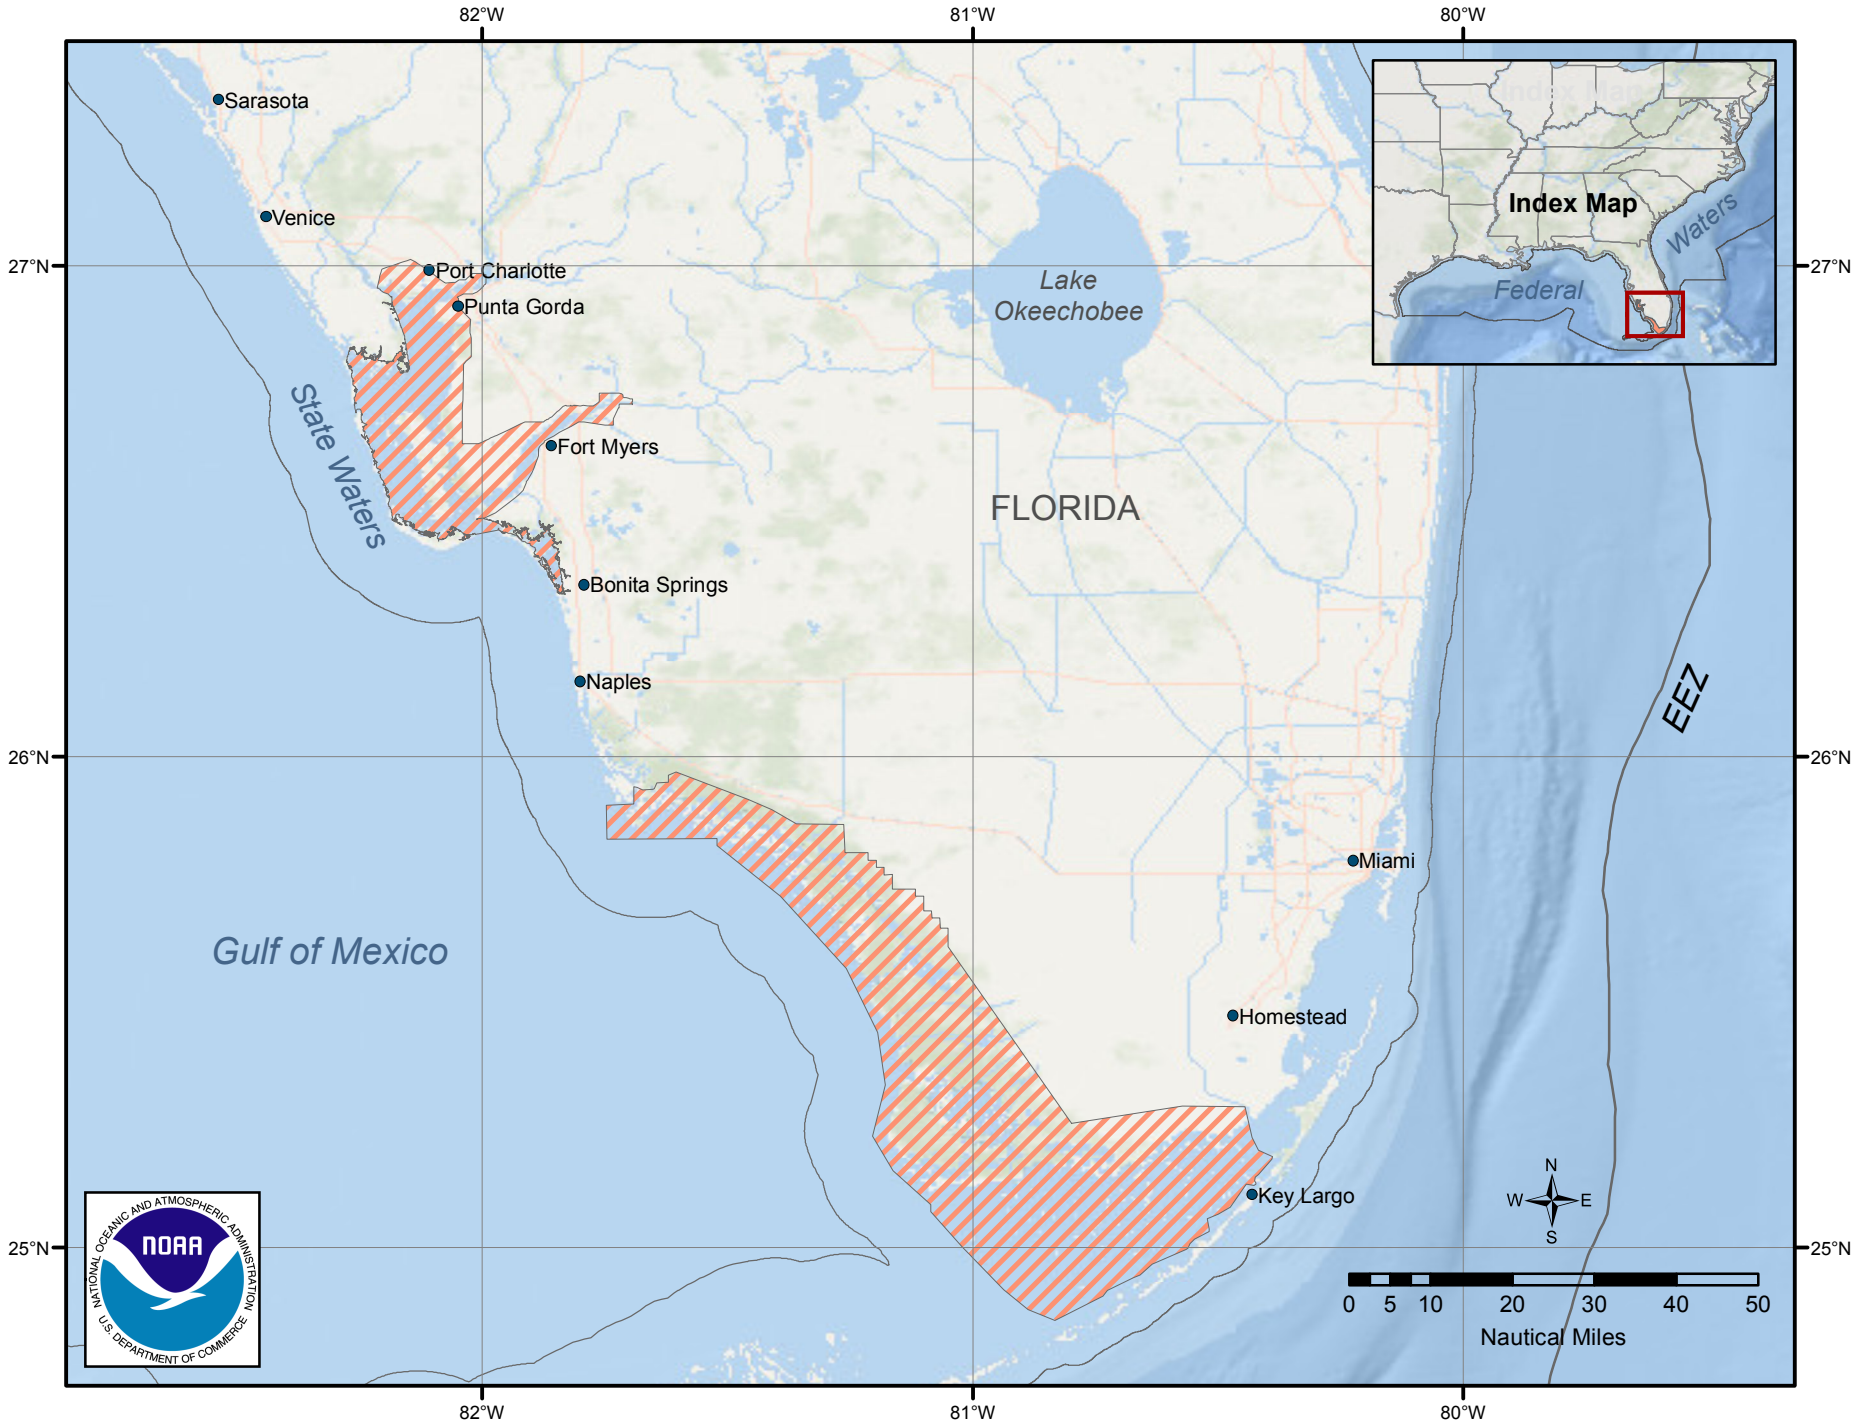 82°W
81°W
80°W
Sarasota
Venice
27°N
27°N
Port Charlotte
Punta Gorda
Lake
Okeechobee
Index Map
Index Map
Waters
Federal
State Waters
Fort Myers
FLORIDA
Bonita Springs
Naples
EEZ
26°N
26°N
Miami
Gulf of Mexico
Homestead
Key Largo
N
W
E
S
25°N
25°N
NATIONAL OCEANIC AND ATMOSPHERIC ADMINISTRATION
NOAA
U.S. DEPARTMENT OF COMMERCE
0 5 10 20 30 40 50
Nautical Miles
82°W
81°W
80°W